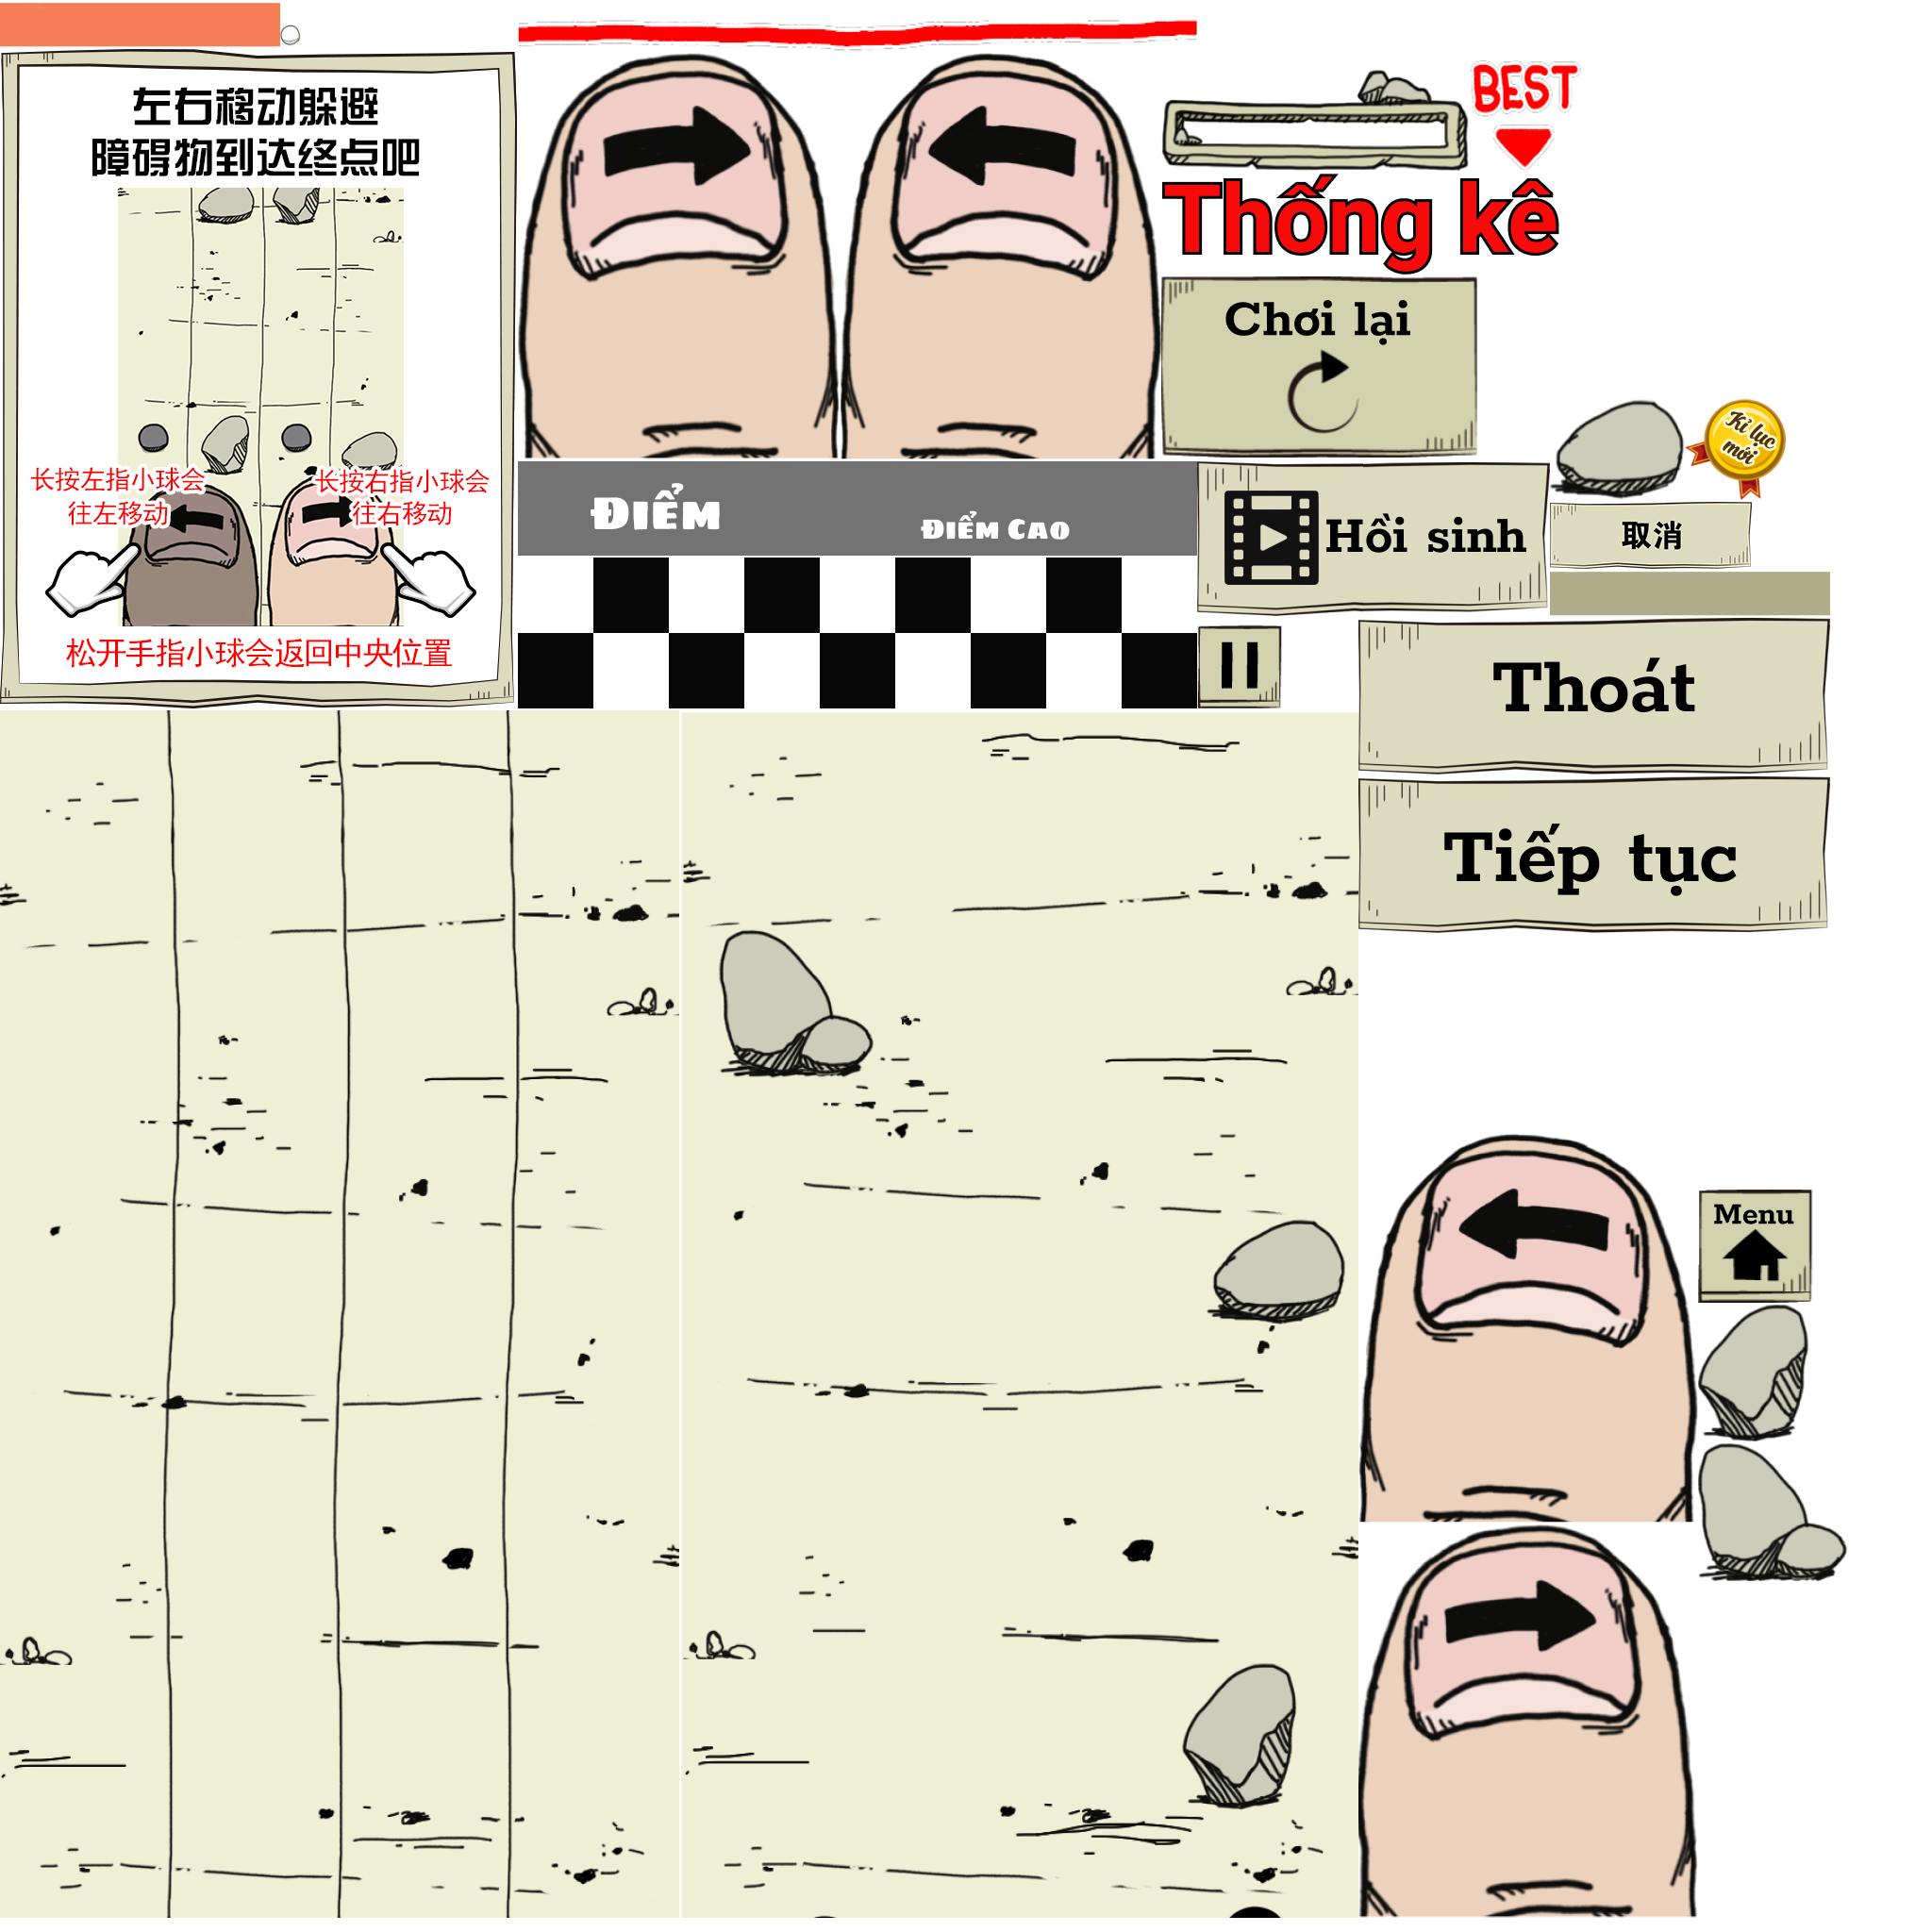 左右移动躲避
障碍物到达终点吧
长按左指小球会
往左移动
长按右指小球会
往右移动
松开手指小球会返回中央位置
BEST
Thống kê
Chơi lại
Điểm
Điểm Cao
Hồi sinh
Kỉ lục
mới
取消
Thoát
Tiếp tục
Menu